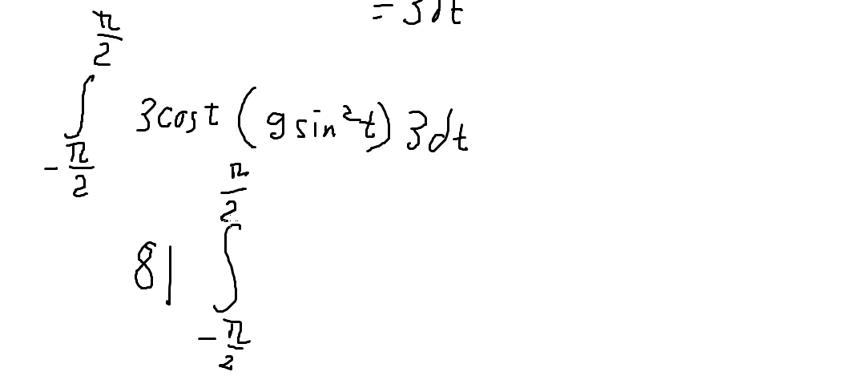 = 3dt
∫_{-π/2}^{π/2} 3cost (9sin²t) 3dt
81 ∫_{-π/2}^{π/2}